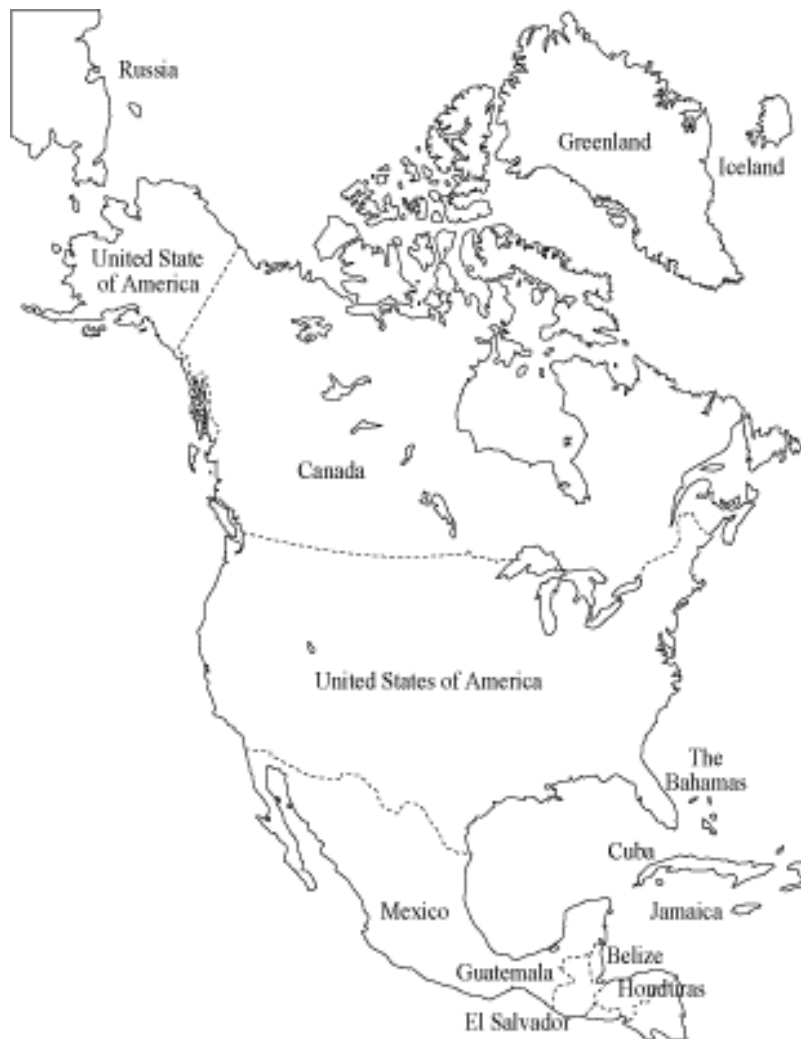 Russia
Greenland
Iceland
United State
of America
Canada
United States of America
The
Bahamas
Cuba
Mexico
Jamaica
Belize
Guatemala
Honduras
El Salvador